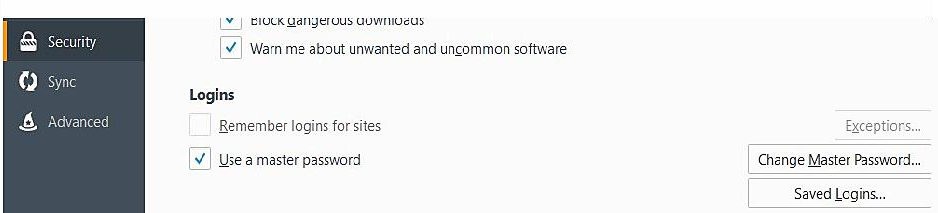 Block dangerous downloads
Security
Warn me about unwanted and uncommon software
Sync
Logins
Advanced
Remember logins for sites
Exceptions...
Use a master password
Change Master Password...
Saved Logins...